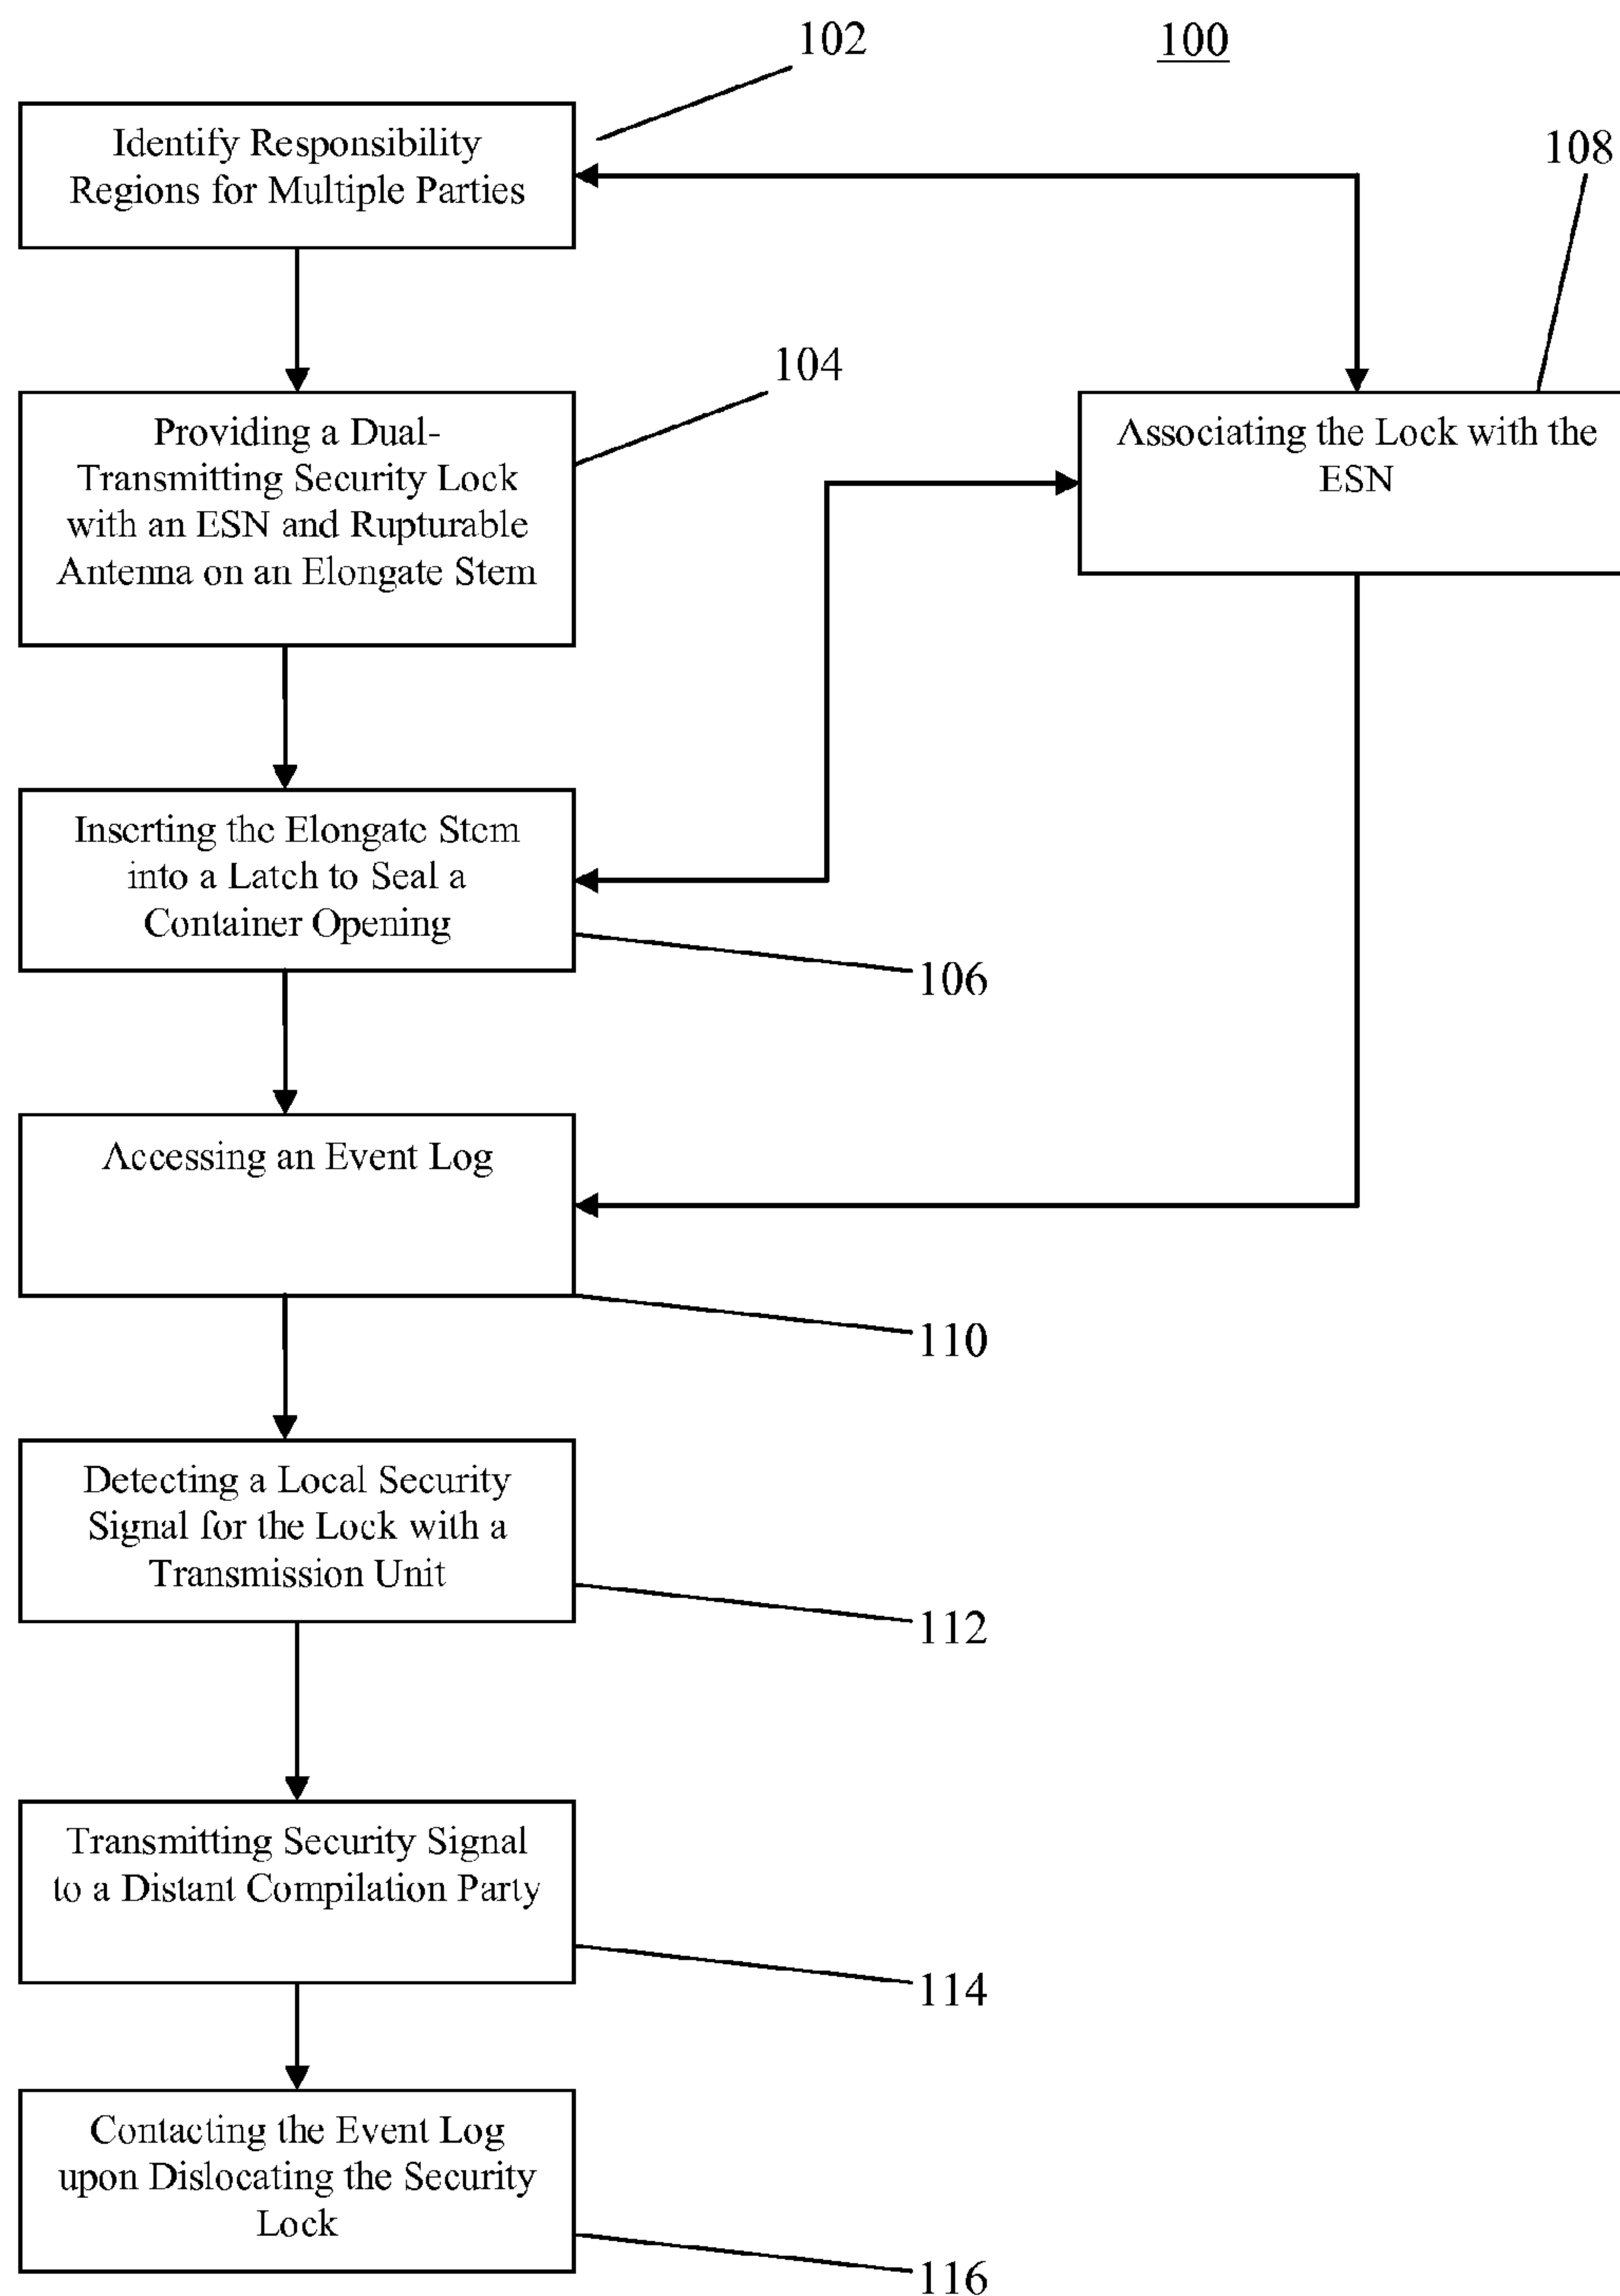 102
100
Identify Responsibility
Regions for Multiple Parties
108
104
Providing a Dual-
Transmitting Security Lock
with an ESN and Rupturable
Antenna on an Elongate Stem
Associating the Lock with the
ESN
Inserting the Elongate Stem
into a Latch to Seal a
Container Opening
106
Accessing an Event Log
110
Detecting a Local Security
Signal for the Lock with a
Transmission Unit
112
Transmitting Security Signal
to a Distant Compilation Party
114
Contacting the Event Log
upon Dislocating the Security
Lock
116